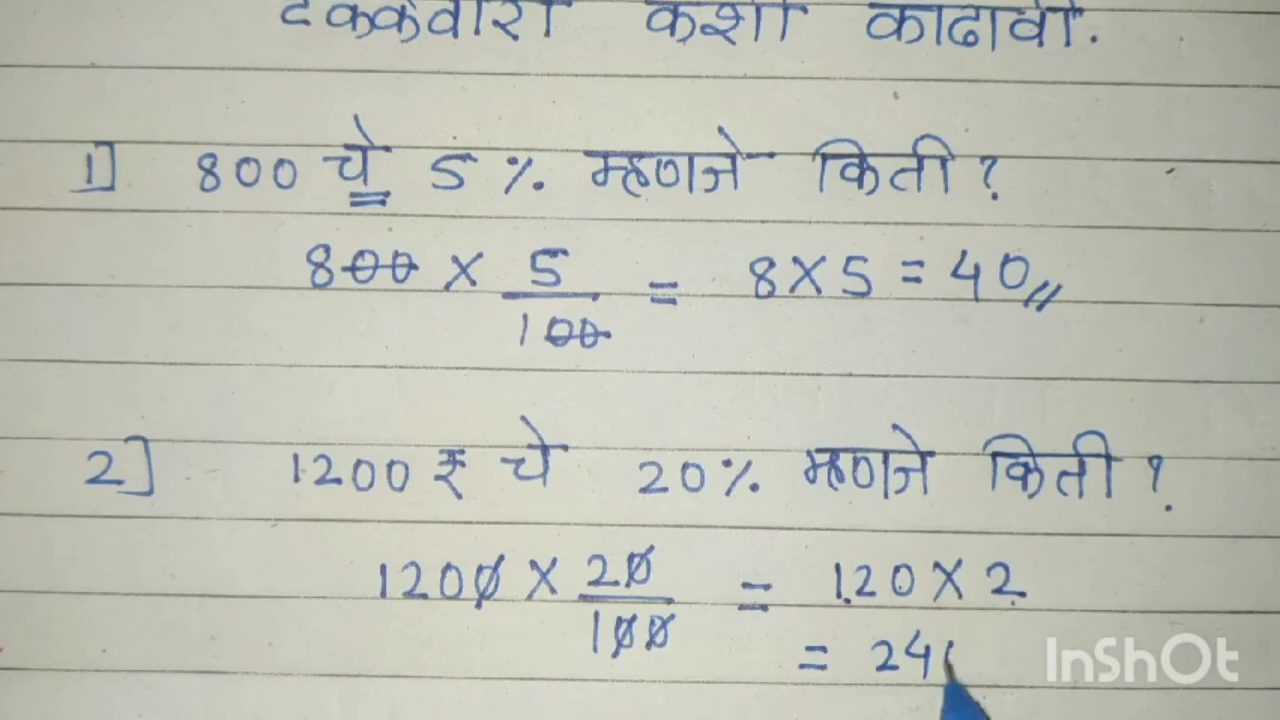 टक्केवारी कशी काढावी.
1] 800 चे 5 % म्हणजे किती ?
800 × 5/100 = 8 × 5 = 40 //
2] 1200 ₹ चे 20 % म्हणजे किती ?
1200 × 20/100 = 120 × 2
= 24
InShOt